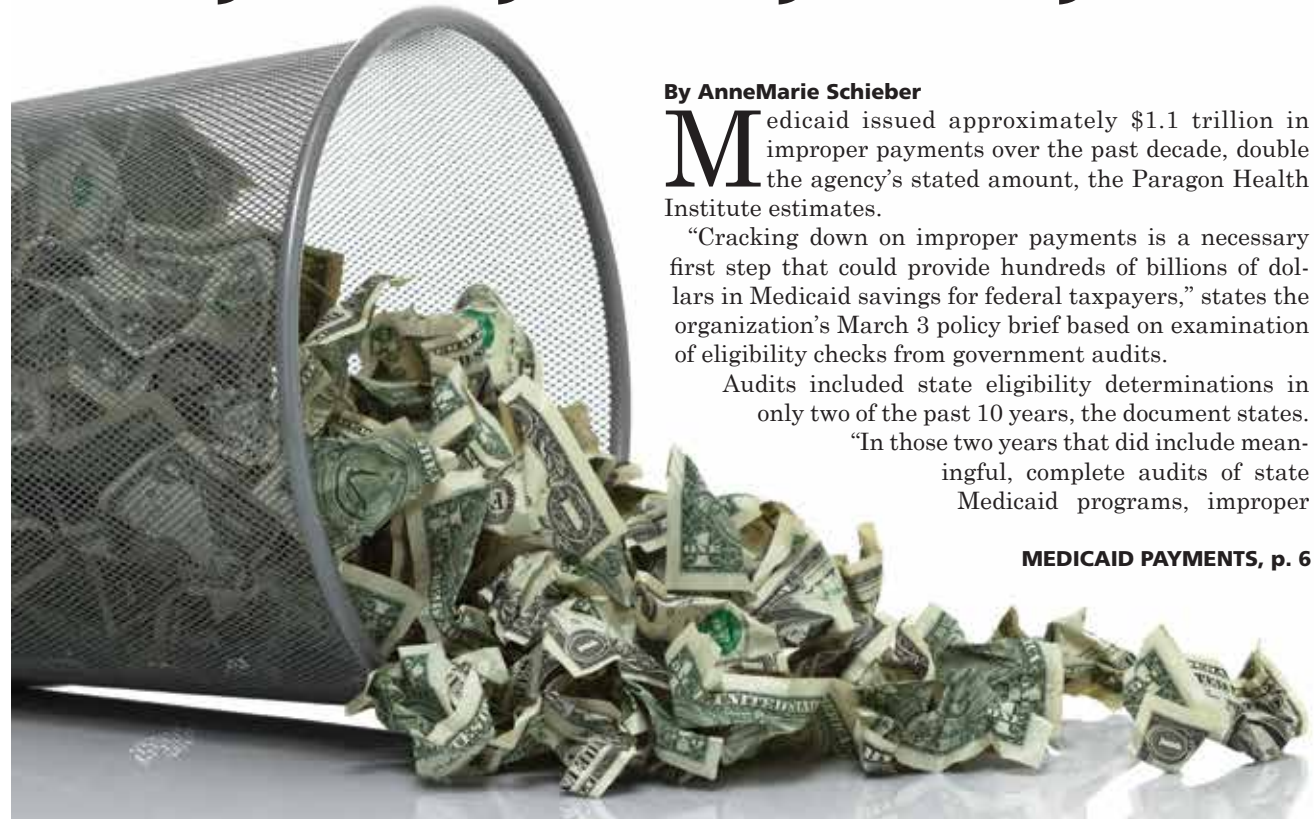 By AnneMarie Schieber
Medicaid issued approximately $1.1 trillion in
improper payments over the past decade, double
the agency's stated amount, the Paragon Health
Institute estimates.
“Cracking down on improper payments is a necessary
first step that could provide hundreds of billions of dol-
lars in Medicaid savings for federal taxpayers,” states the
organization's March 3 policy brief based on examination
of eligibility checks from government audits.
Audits included state eligibility determinations in
only two of the past 10 years, the document states.
“In those two years that did include mean-
ingful, complete audits of state
Medicaid programs, improper
MEDICAID PAYMENTS, p. 6